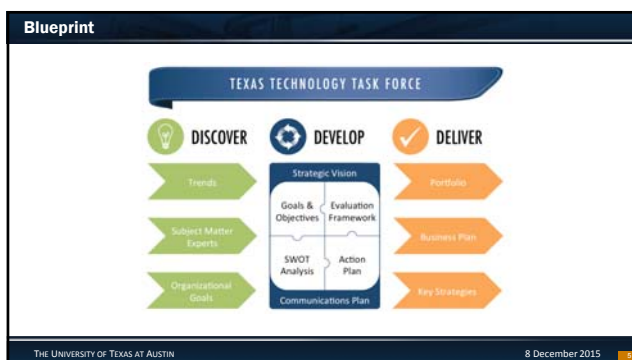 Blueprint
TEXAS TECHNOLOGY TASK FORCE
DISCOVER
DEVELOP
DELIVER
Trends
Subject Matter
Experts
Organizational
Goals
Strategic Vision
Goals &
Objectives
Evaluation
Framework
SWOT
Analysis
Action
Plan
Communications Plan
Portfolio
Business Plan
Key Strategies
THE UNIVERSITY OF TEXAS AT AUSTIN
8 December 2015